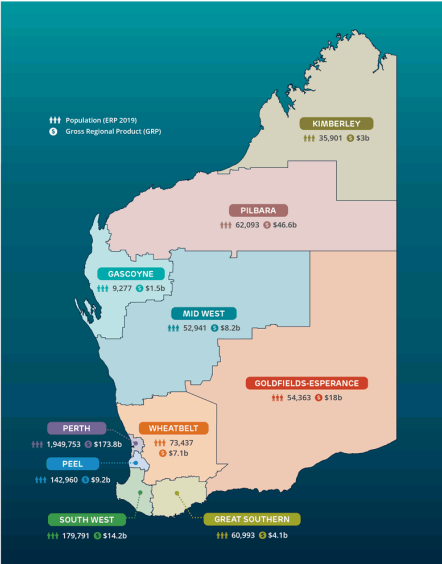 KIMBERLEY
35,901 $ $3b
Population (ERP 2019)
$ Gross Regional Product (GRP)
PILBARA
62,093 $ $46.6b
GASCOYNE
9,277 $ $1.5b
MID WEST
52,941 $ $8.2b
GOLDFIELDS-ESPERANCE
54,363 $ $18b
PERTH
1,949,753 $ $173.8b
WHEATBELT
73,437
$ $7.1b
PEEL
142,960 $ $9.2b
SOUTH WEST
179,791 $ $14.2b
GREAT SOUTHERN
60,993 $ $4.1b